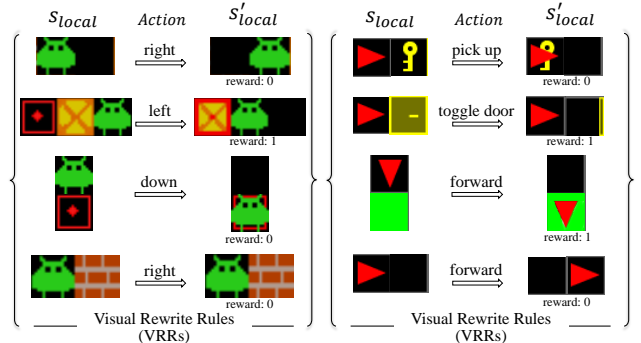 s_local Action s'_local
right
reward: 0
left
reward: 1
down
reward: 0
right
reward: 0
Visual Rewrite Rules
(VRRs)
s_local Action s'_local
pick up
reward: 0
toggle door
reward: 1
forward
reward: 1
forward
reward: 0
Visual Rewrite Rules
(VRRs)